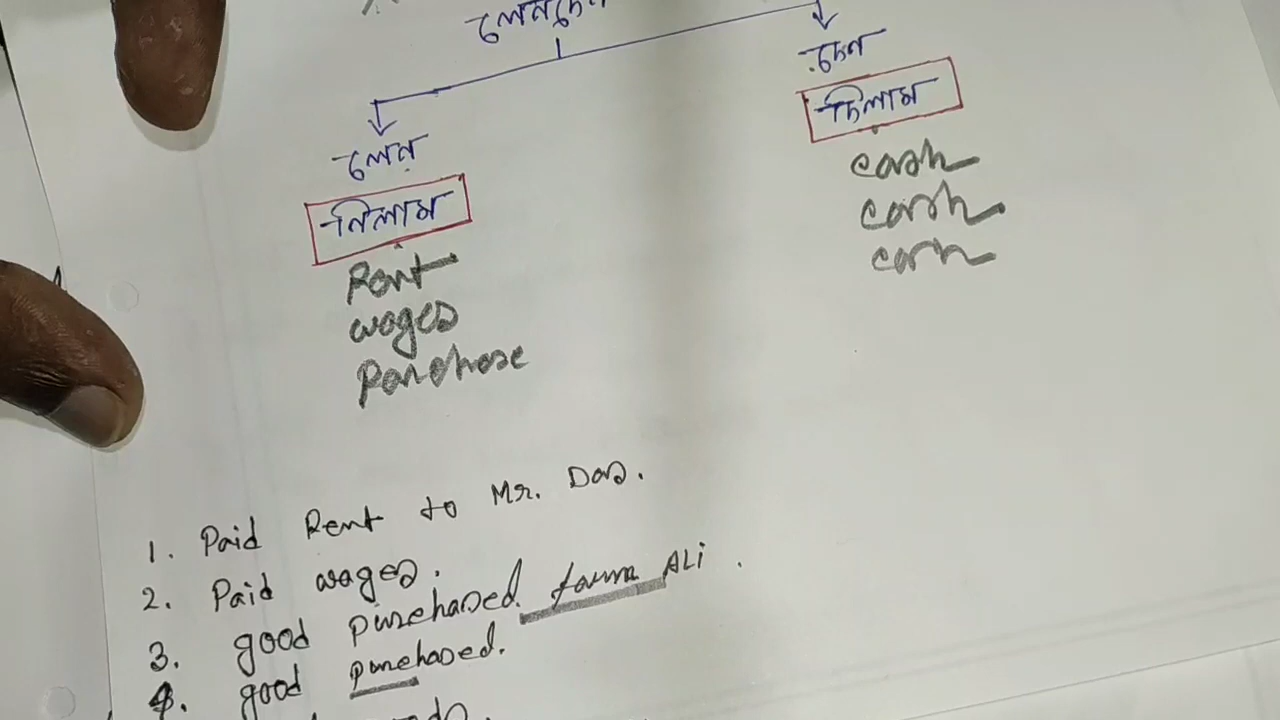 লেনদেন
দেন
দিলাম
cash
cash
cash
লেন
নিলাম
Rent
wages
Purchase
1. Paid Rent to Mr. Das.
2. Paid wages.
3. good purchased farm ALi.
4. good purchased.